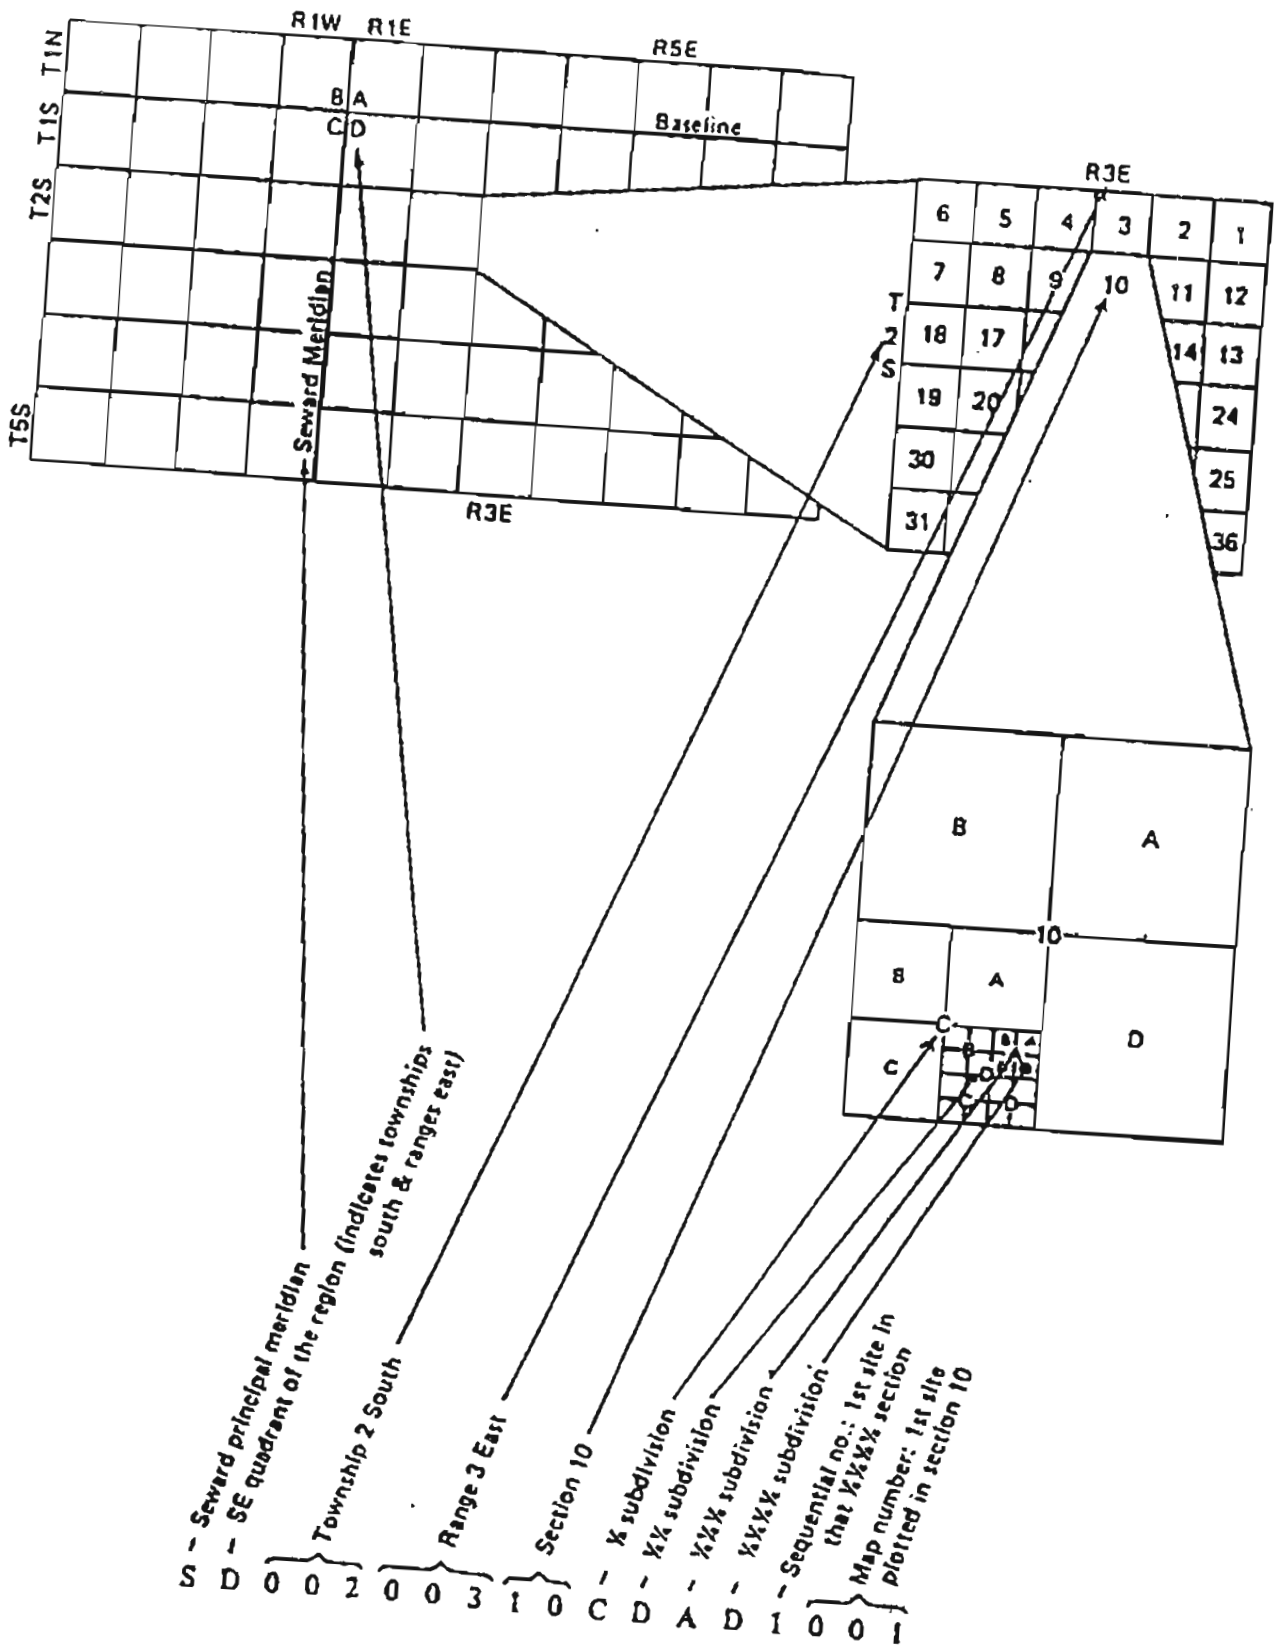 R1W R1E
R5E
T1N
B A
T1S
C D
Baseline
T2S
Seward Meridian
T5S
R3E
R3E
6 5 4 3 2 1
7 8 9 10 11 12
T
2
S
18 17 14 13
19 20 24
30 25
31 36
B A
10
B A
C
C D
B B A
A
D D
C D
S - Seward principal meridian
D - SE quadrant of the region (indicates townships
south & ranges east)
0 0 2 Township 2 South
0 0 3 Range 3 East
1 0 Section 10
C - ¼ subdivision
D - ¼¼ subdivision
A - ¼¼¼ subdivision
D - ¼¼¼¼ subdivision
1 - Sequential no.: 1st site in
that ¼¼¼¼ section
0 0 1 Map number: 1st site
plotted in section 10